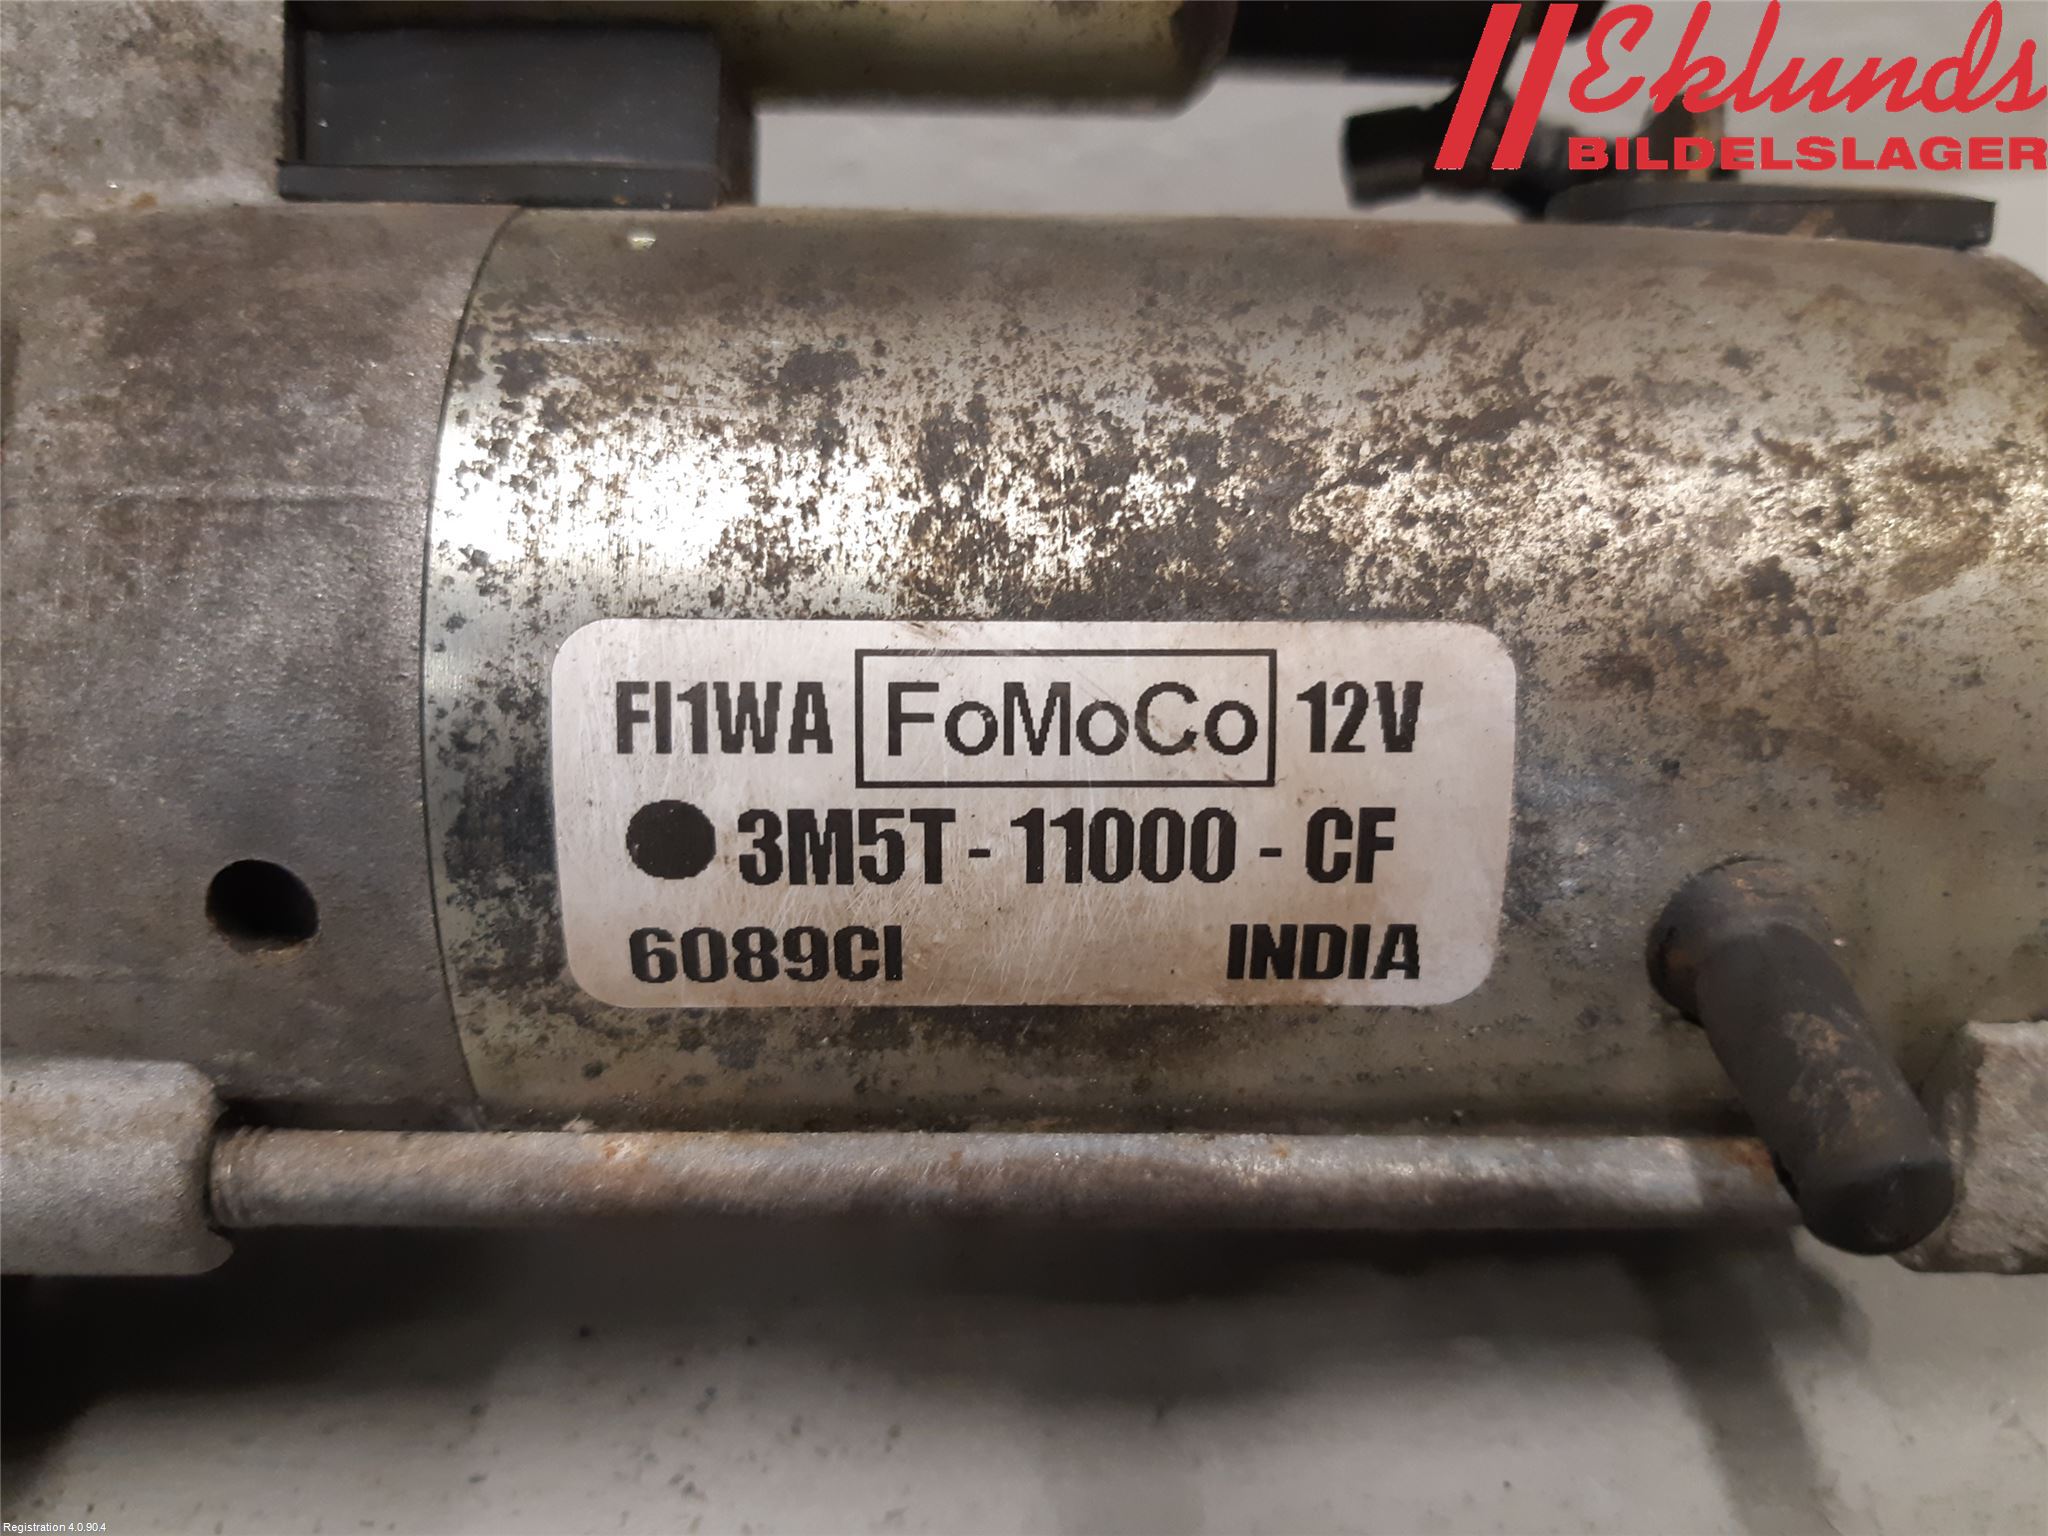 Eklunds
BILDELSLAGER
FI1WA FoMoCo 12V
3M5T - 11000 - CF
6089CI INDIA
Registration 4.0.90.4